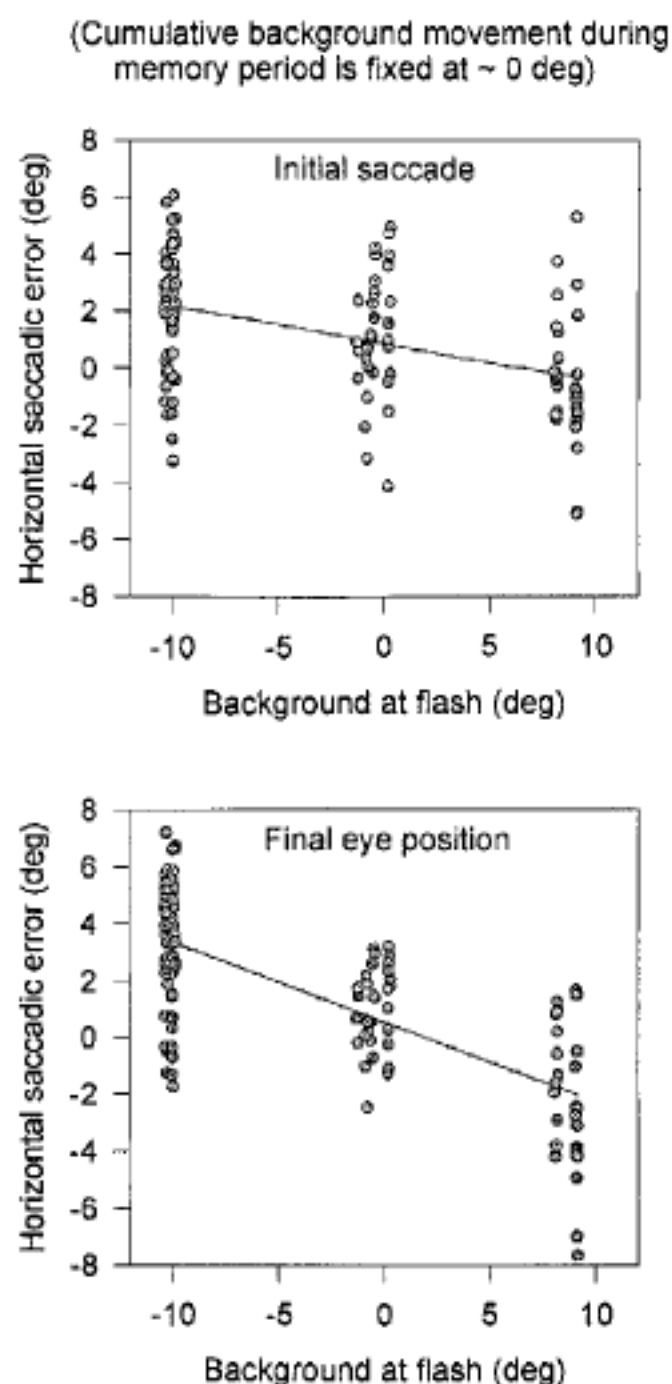 (Cumulative background movement during
memory period is fixed at ~ 0 deg)
8
6
4
2
0
-2
-4
-6
-8
Horizontal saccadic error (deg)
Initial saccade
-10 -5 0 5 10
Background at flash (deg)
8
6
4
2
0
-2
-4
-6
-8
Horizontal saccadic error (deg)
Final eye position
-10 -5 0 5 10
Background at flash (deg)